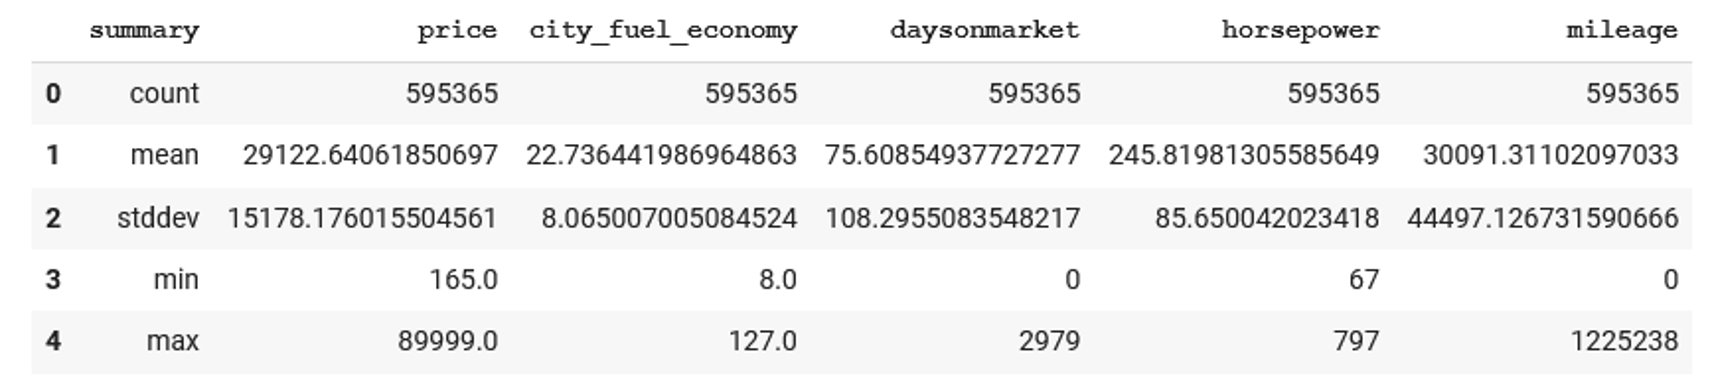 summary price city_fuel_economy daysonmarket horsepower mileage
0 count 595365 595365 595365 595365 595365
1 mean 29122.64061850697 22.736441986964863 75.60854937727277 245.81981305585649 30091.31102097033
2 stddev 15178.176015504561 8.065007005084524 108.2955083548217 85.650042023418 44497.126731590666
3 min 165.0 8.0 0 67 0
4 max 89999.0 127.0 2979 797 1225238